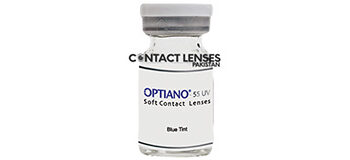 CONTACT LENSES
PAKISTAN
OPTIANO® 55 UV
Soft Contact Lenses
Blue Tint